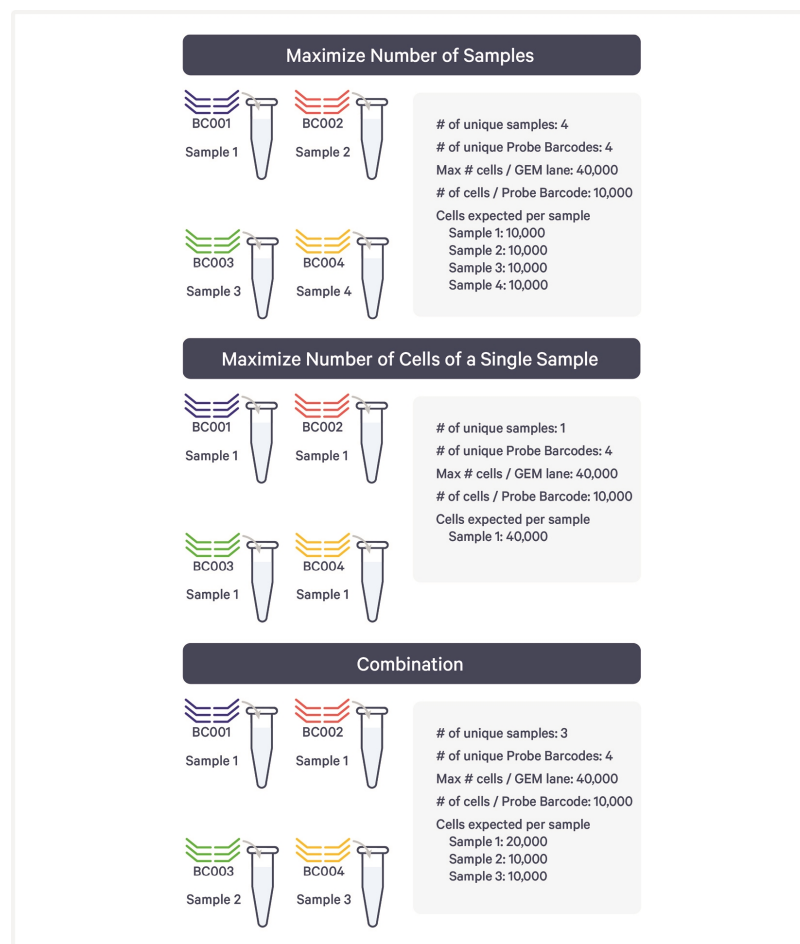 Maximize Number of Samples
BC001
BC002
Sample 1
Sample 2
BC003
BC004
Sample 3
Sample 4
# of unique samples: 4
# of unique Probe Barcodes: 4
Max # cells / GEM lane: 40,000
# of cells / Probe Barcode: 10,000
Cells expected per sample
Sample 1: 10,000
Sample 2: 10,000
Sample 3: 10,000
Sample 4: 10,000
Maximize Number of Cells of a Single Sample
BC001
BC002
Sample 1
Sample 1
BC003
BC004
Sample 1
Sample 1
# of unique samples: 1
# of unique Probe Barcodes: 4
Max # cells / GEM lane: 40,000
# of cells / Probe Barcode: 10,000
Cells expected per sample
Sample 1: 40,000
Combination
BC001
BC002
Sample 1
Sample 1
BC003
BC004
Sample 2
Sample 3
# of unique samples: 3
# of unique Probe Barcodes: 4
Max # cells / GEM lane: 40,000
# of cells / Probe Barcode: 10,000
Cells expected per sample
Sample 1: 20,000
Sample 2: 10,000
Sample 3: 10,000